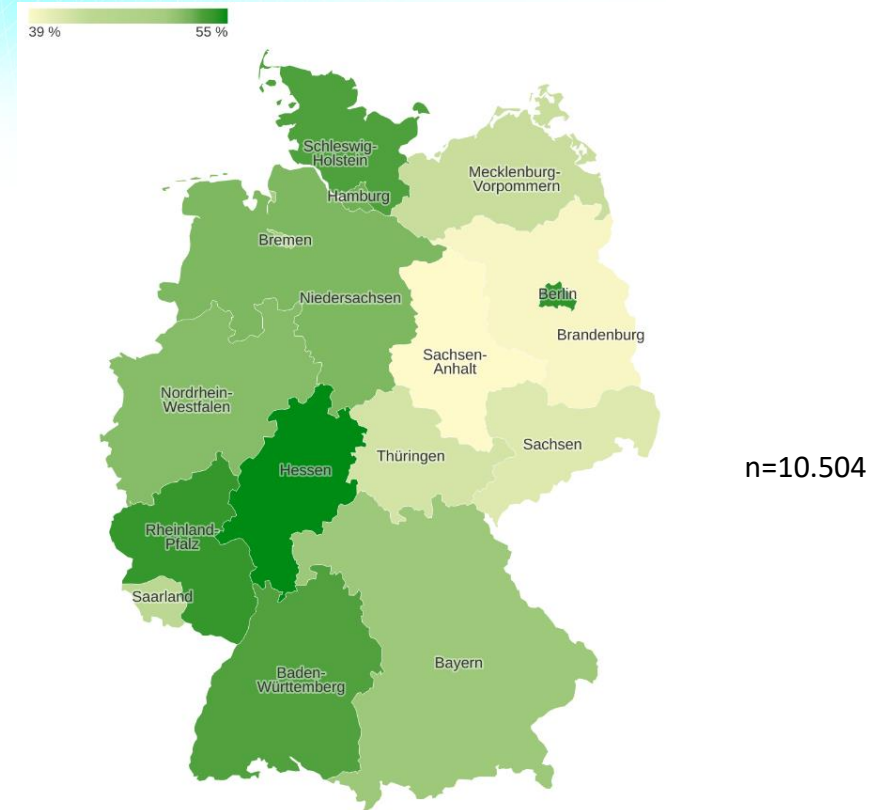 39 %
55 %
Schleswig-
Holstein
Mecklenburg-
Vorpommern
Hamburg
Bremen
Niedersachsen
Berlin
Brandenburg
Sachsen-
Anhalt
Nordrhein-
Westfalen
Sachsen
Thüringen
Hessen
n=10.504
Rheinland-
Pfalz
Saarland
Bayern
Baden-
Württemberg